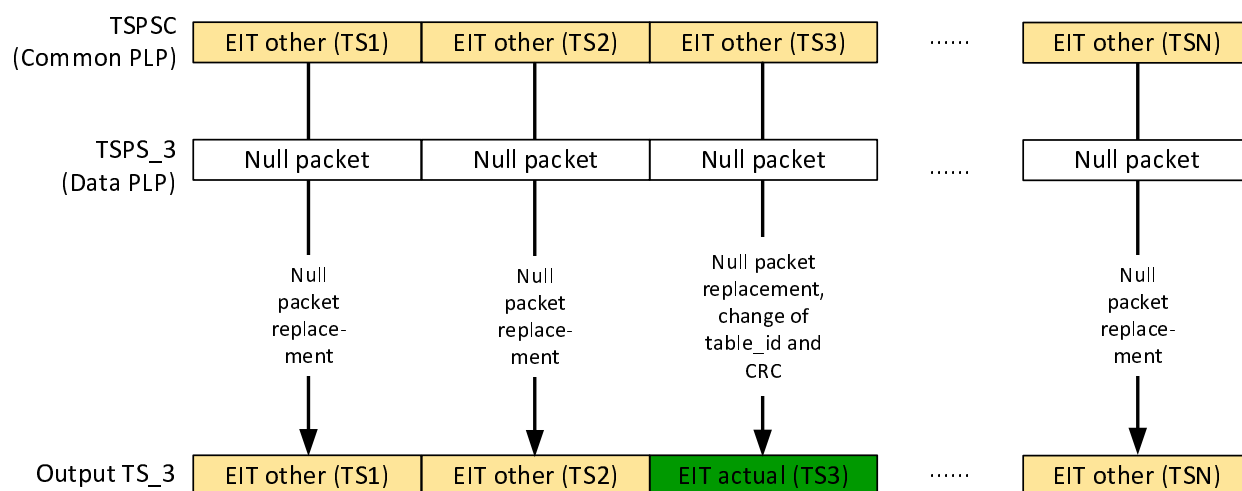 TSPSC
(Common PLP)
EIT other (TS1)
EIT other (TS2)
EIT other (TS3)
......
EIT other (TSN)
TSPS_3
(Data PLP)
Null packet
Null packet
Null packet
......
Null packet
Null
packet
replace-
ment
Null
packet
replace-
ment
Null packet
replacement,
change of
table_id and
CRC
Null
packet
replace-
ment
Output TS_3
EIT other (TS1)
EIT other (TS2)
EIT actual (TS3)
......
EIT other (TSN)